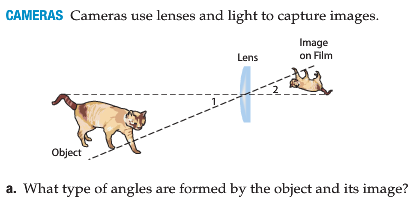 CAMERAS Cameras use lenses and light to capture images.
Image
on Film
Lens
2
1
Object
a. What type of angles are formed by the object and its image?